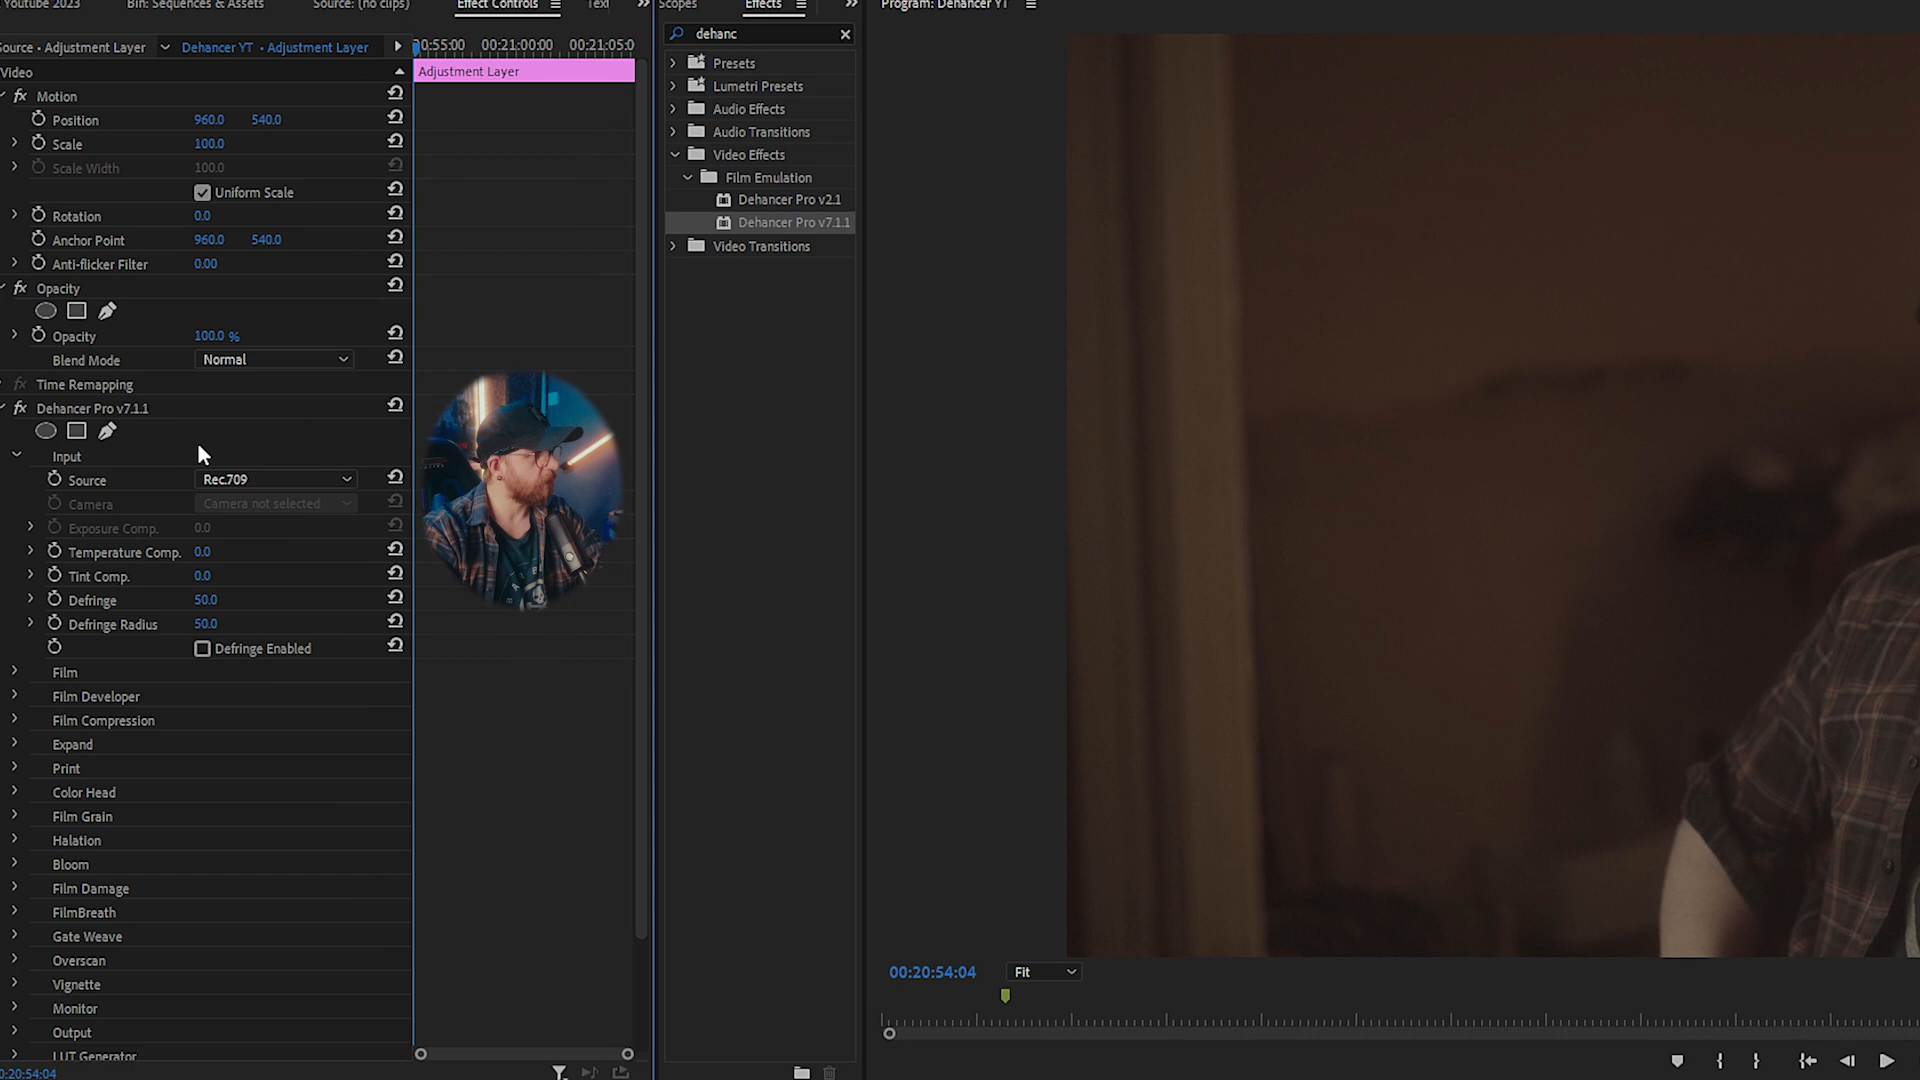 Youtube 2023
Bin: Sequences & Assets
Source: (no clips)
Effect Controls
Text
Source • Adjustment Layer
Dehancer YT • Adjustment Layer
00:21:00:00
00:21:05:0
Video
Adjustment Layer
fx Motion
Position 960.0 540.0
Scale 100.0
Scale Width 100.0
Uniform Scale
Rotation 0.0
Anchor Point 960.0 540.0
Anti-flicker Filter 0.00
fx Opacity
Opacity 100.0 %
Blend Mode Normal
fx Time Remapping
fx Dehancer Pro v7.1.1
Input
Source Rec.709
Camera Camera not selected
Exposure Comp. 0.0
Temperature Comp. 0.0
Tint Comp. 0.0
Defringe 50.0
Defringe Radius 50.0
Defringe Enabled
Film
Film Developer
Film Compression
Expand
Print
Color Head
Film Grain
Halation
Bloom
Film Damage
FilmBreath
Gate Weave
Overscan
Vignette
Monitor
Output
LUT Generator
0:20:54:04
Scopes
Effects
dehanc
Presets
Lumetri Presets
Audio Effects
Audio Transitions
Video Effects
Film Emulation
Dehancer Pro v2.1
Dehancer Pro v7.1.1
Video Transitions
Program: Dehancer YT
00:20:54:04
Fit